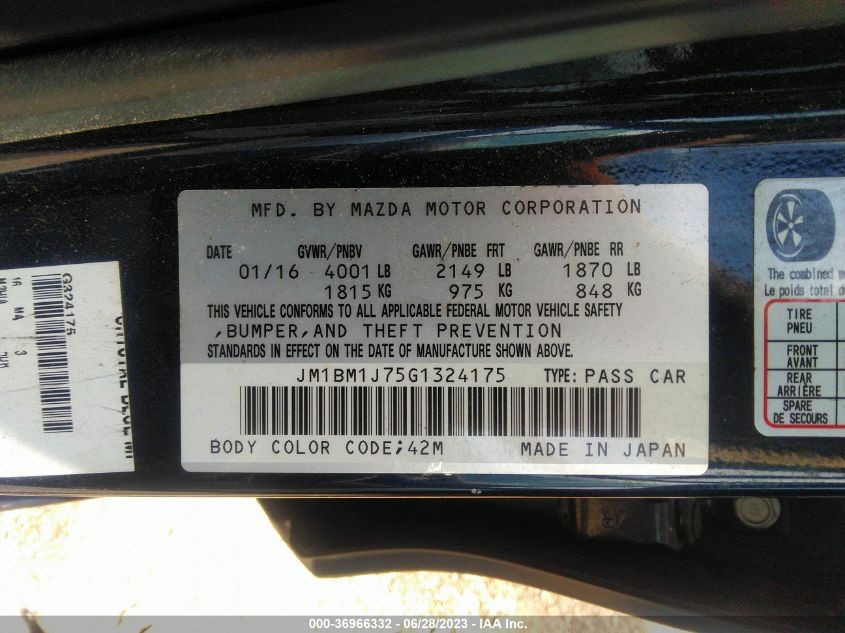 MFD. BY MAZDA MOTOR CORPORATION
DATE GVWR/PNBV GAWR/PNBE FRT GAWR/PNBE RR
01/16 4001 LB 2149 LB 1870 LB
1815 KG 975 KG 848 KG
THIS VEHICLE CONFORMS TO ALL APPLICABLE FEDERAL MOTOR VEHICLE SAFETY
,BUMPER,AND THEFT PREVENTION
STANDARDS IN EFFECT ON THE DATE OF MANUFACTURE SHOWN ABOVE.
JM1BM1J75G1324175 TYPE: PASS CAR
BODY COLOR CODE;42M MADE IN JAPAN
G324175
The combined
Le poids total
TIRE
PNEU
FRONT
AVANT
REAR
ARRIÈRE
SPARE
DE SECOURS
000-36966332 - 06/28/2023 - IAA Inc.